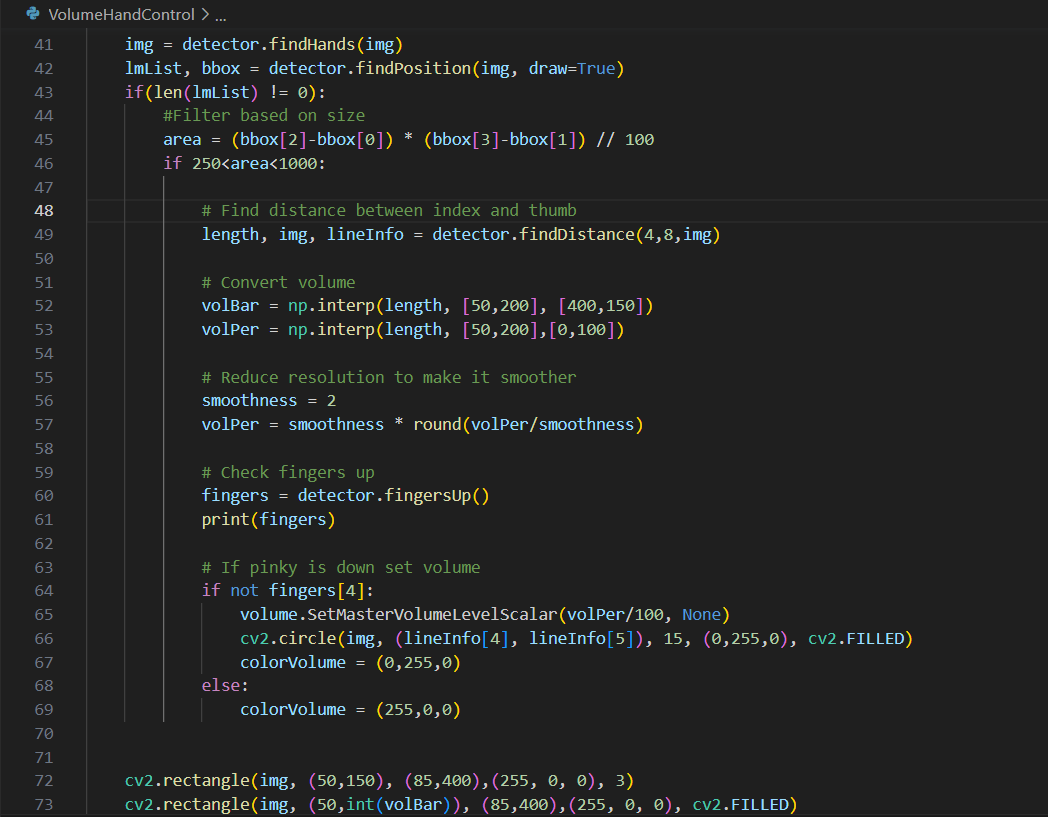 VolumeHandControl > ...
41 img = detector.findHands(img)
42 lmList, bbox = detector.findPosition(img, draw=True)
43 if(len(lmList) != 0):
44 #Filter based on size
45 area = (bbox[2]-bbox[0]) * (bbox[3]-bbox[1]) // 100
46 if 250<area<1000:
47
48 # Find distance between index and thumb
49 length, img, lineInfo = detector.findDistance(4,8,img)
50
51 # Convert volume
52 volBar = np.interp(length, [50,200], [400,150])
53 volPer = np.interp(length, [50,200],[0,100])
54
55 # Reduce resolution to make it smoother
56 smoothness = 2
57 volPer = smoothness * round(volPer/smoothness)
58
59 # Check fingers up
60 fingers = detector.fingersUp()
61 print(fingers)
62
63 # If pinky is down set volume
64 if not fingers[4]:
65 volume.SetMasterVolumeLevelScalar(volPer/100, None)
66 cv2.circle(img, (lineInfo[4], lineInfo[5]), 15, (0,255,0), cv2.FILLED)
67 colorVolume = (0,255,0)
68 else:
69 colorVolume = (255,0,0)
70
71
72 cv2.rectangle(img, (50,150), (85,400),(255, 0, 0), 3)
73 cv2.rectangle(img, (50,int(volBar)), (85,400),(255, 0, 0), cv2.FILLED)